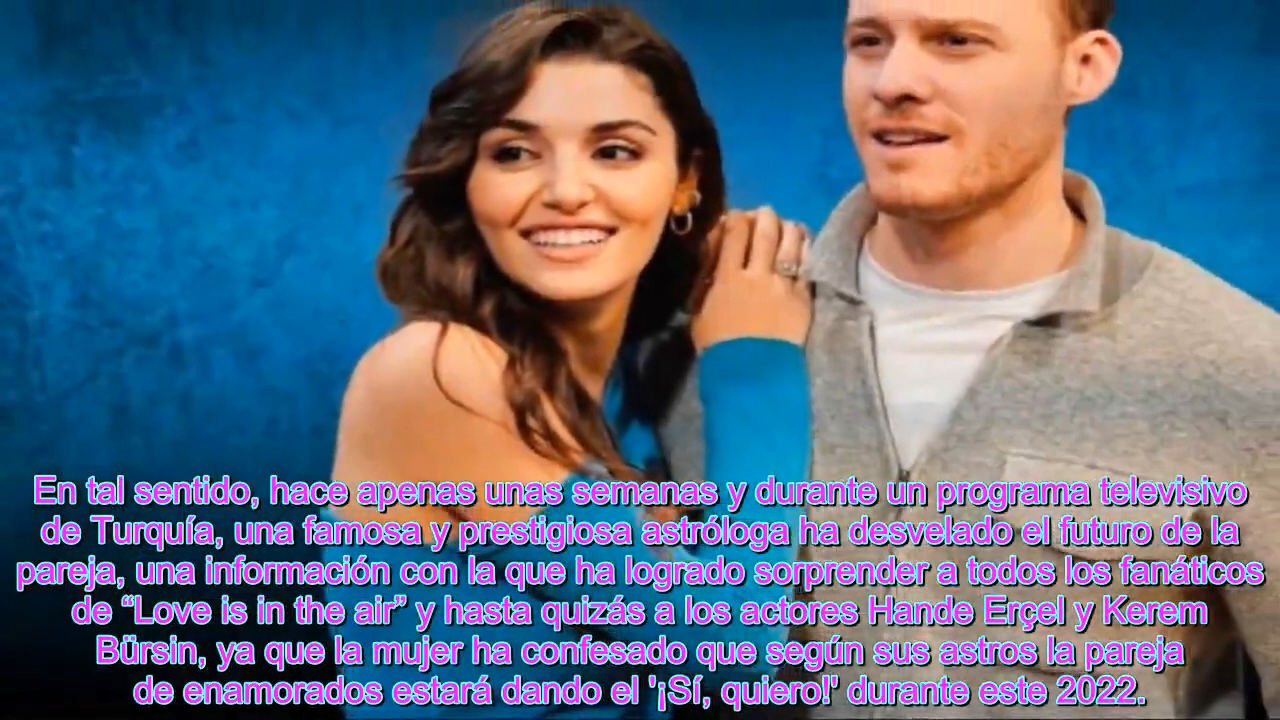 En tal sentido, hace apenas unas semanas y durante un programa televisivo
de Turquía, una famosa y prestigiosa astróloga ha desvelado el futuro de la
pareja, una información con la que ha logrado sorprender a todos los fanáticos
de “Love is in the air” y hasta quizás a los actores Hande Erçel y Kerem
Bürsin, ya que la mujer ha confesado que según sus astros la pareja
de enamorados estará dando el '¡Sí, quiero!' durante este 2022.